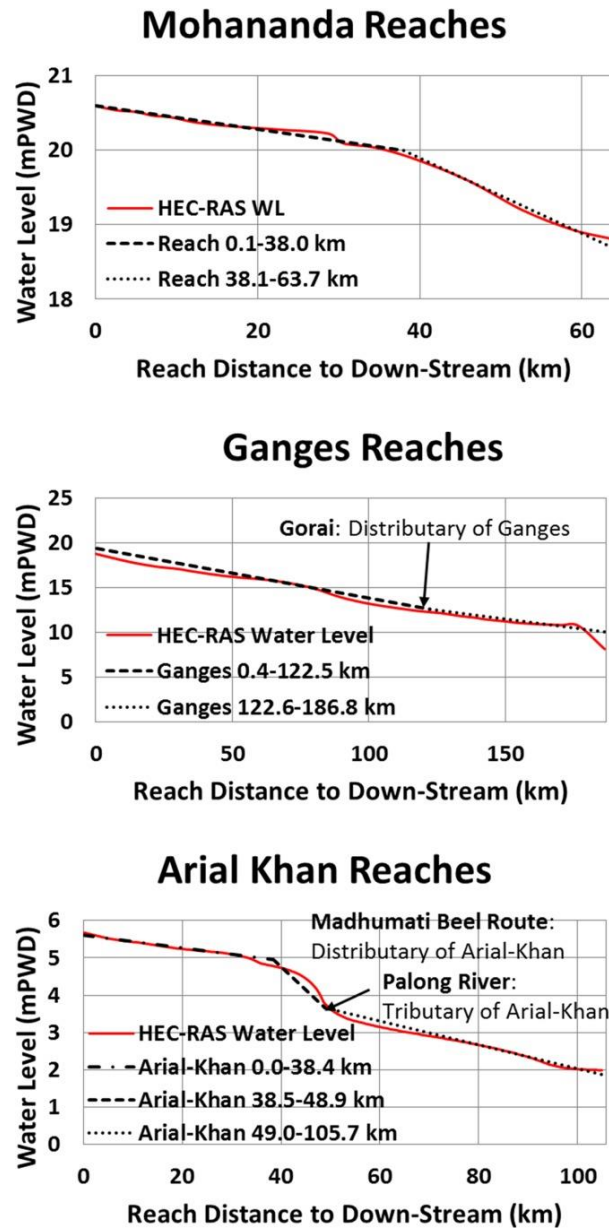 Mohananda Reaches
Water Level (mPWD)
21
20
19
18
HEC-RAS WL
Reach 0.1-38.0 km
Reach 38.1-63.7 km
0 20 40 60
Reach Distance to Down-Stream (km)
Ganges Reaches
Water Level (mPWD)
25
20
15
10
5
0
Gorai: Distributary of Ganges
HEC-RAS Water Level
Ganges 0.4-122.5 km
Ganges 122.6-186.8 km
0 50 100 150
Reach Distance to Down-Stream (km)
Arial Khan Reaches
Water Level (mPWD)
6
5
4
3
2
1
0
Madhumati Beel Route:
Distributary of Arial-Khan
Palong River:
Tributary of Arial-Khan
HEC-RAS Water Level
Arial-Khan 0.0-38.4 km
Arial-Khan 38.5-48.9 km
Arial-Khan 49.0-105.7 km
0 20 40 60 80 100
Reach Distance to Down-Stream (km)